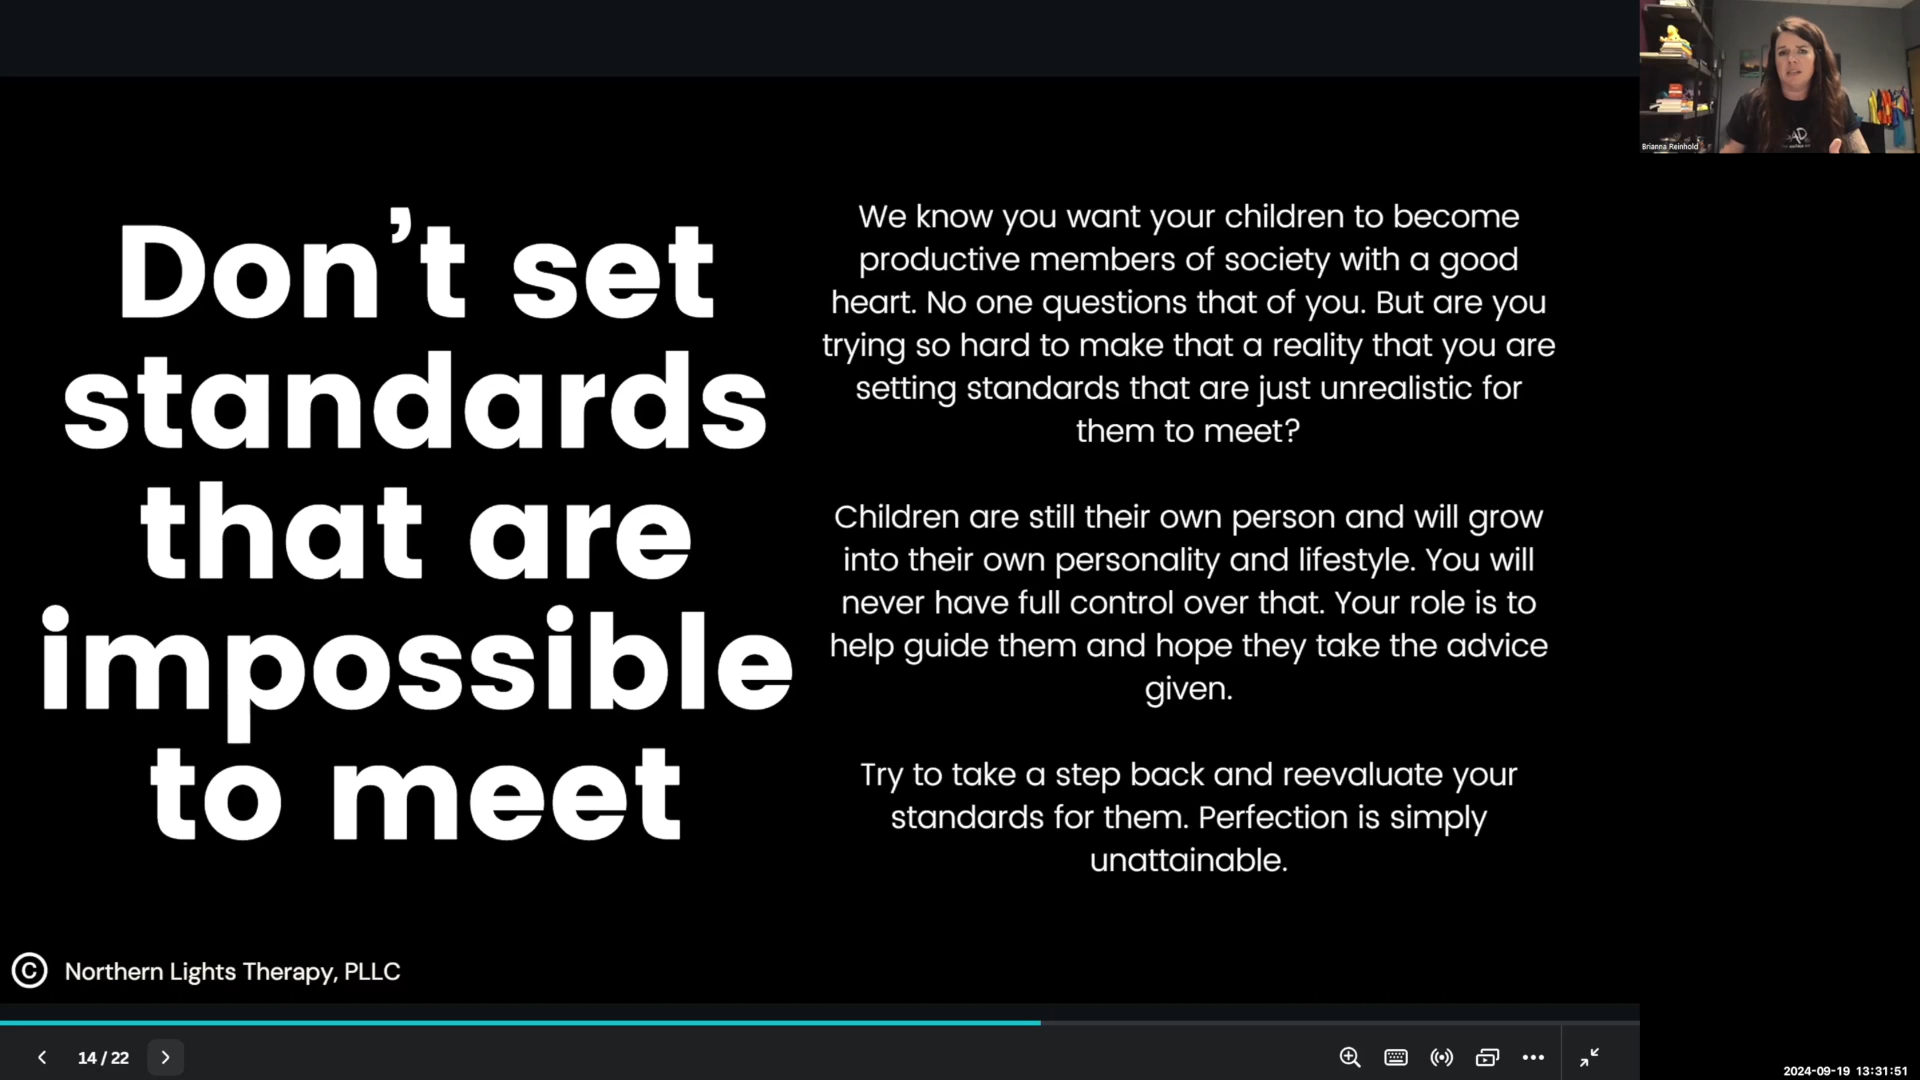 Don’t set
standards
that are
impossible
to meet
We know you want your children to become
productive members of society with a good
heart. No one questions that of you. But are you
trying so hard to make that a reality that you are
setting standards that are just unrealistic for
them to meet?
Children are still their own person and will grow
into their own personality and lifestyle. You will
never have full control over that. Your role is to
help guide them and hope they take the advice
given.
Try to take a step back and reevaluate your
standards for them. Perfection is simply
unattainable.
© Northern Lights Therapy, PLLC
14 / 22
Brianna Reinhold
2024-09-19 13:31:51